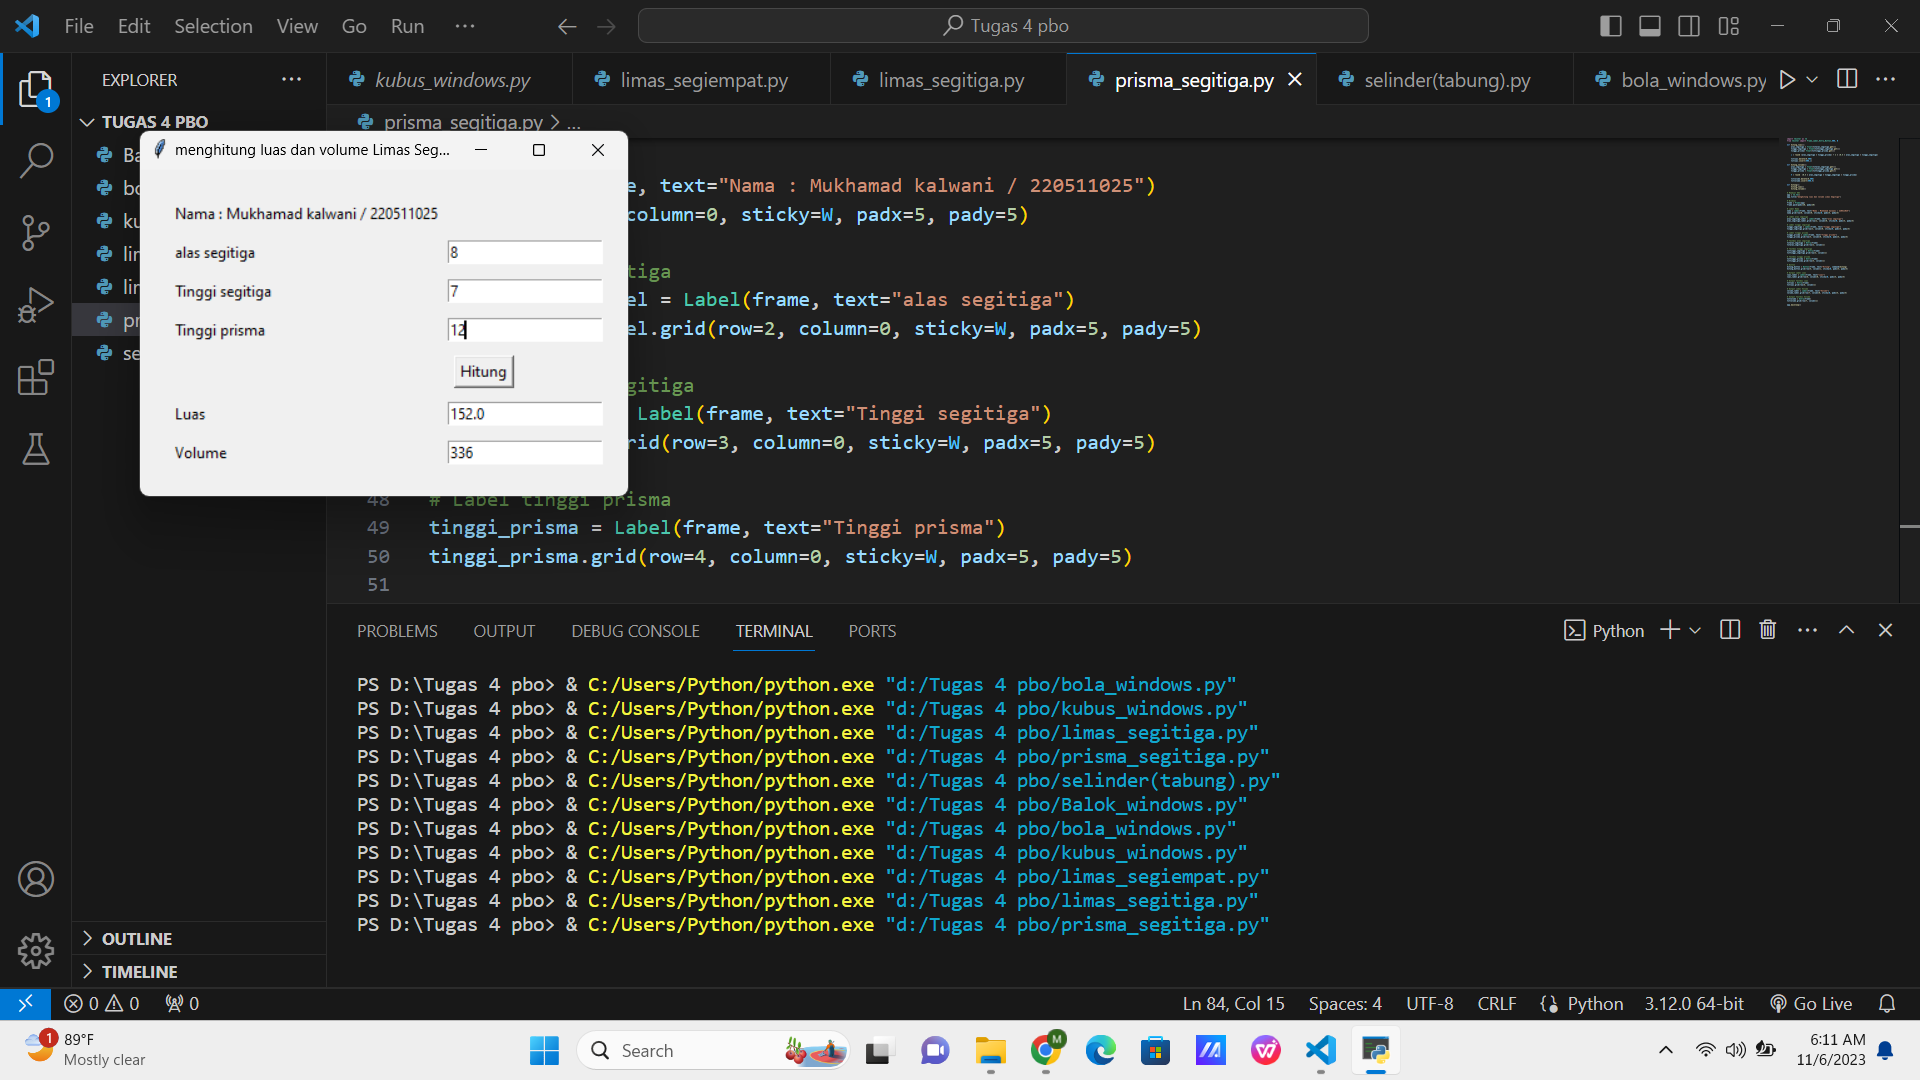 File Edit Selection View Go Run ···
Tugas 4 pbo
EXPLORER
1
TUGAS 4 PBO
kubus_windows.py
limas_segiempat.py
limas_segitiga.py
prisma_segitiga.py
selinder(tabung).py
bola_windows.py
prisma_segitiga.py > ...
menghitung luas dan volume Limas Seg...
Nama : Mukhamad kalwani / 220511025
alas segitiga 8
Tinggi segitiga 7
Tinggi prisma 12
Hitung
Luas 152.0
Volume 336
Ba
bo
ku
lin
lin
pr
se
, text="Nama : Mukhamad kalwani / 220511025")
column=0, sticky=W, padx=5, pady=5)
tiga
el = Label(frame, text="alas segitiga")
el.grid(row=2, column=0, sticky=W, padx=5, pady=5)
gitiga
Label(frame, text="Tinggi segitiga")
rid(row=3, column=0, sticky=W, padx=5, pady=5)
48 # Label tinggi prisma
49 tinggi_prisma = Label(frame, text="Tinggi prisma")
50 tinggi_prisma.grid(row=4, column=0, sticky=W, padx=5, pady=5)
51
PROBLEMS OUTPUT DEBUG CONSOLE TERMINAL PORTS
Python
PS D:\Tugas 4 pbo> & C:/Users/Python/python.exe "d:/Tugas 4 pbo/bola_windows.py"
PS D:\Tugas 4 pbo> & C:/Users/Python/python.exe "d:/Tugas 4 pbo/kubus_windows.py"
PS D:\Tugas 4 pbo> & C:/Users/Python/python.exe "d:/Tugas 4 pbo/limas_segitiga.py"
PS D:\Tugas 4 pbo> & C:/Users/Python/python.exe "d:/Tugas 4 pbo/prisma_segitiga.py"
PS D:\Tugas 4 pbo> & C:/Users/Python/python.exe "d:/Tugas 4 pbo/selinder(tabung).py"
PS D:\Tugas 4 pbo> & C:/Users/Python/python.exe "d:/Tugas 4 pbo/Balok_windows.py"
PS D:\Tugas 4 pbo> & C:/Users/Python/python.exe "d:/Tugas 4 pbo/bola_windows.py"
PS D:\Tugas 4 pbo> & C:/Users/Python/python.exe "d:/Tugas 4 pbo/kubus_windows.py"
PS D:\Tugas 4 pbo> & C:/Users/Python/python.exe "d:/Tugas 4 pbo/limas_segiempat.py"
PS D:\Tugas 4 pbo> & C:/Users/Python/python.exe "d:/Tugas 4 pbo/limas_segitiga.py"
PS D:\Tugas 4 pbo> & C:/Users/Python/python.exe "d:/Tugas 4 pbo/prisma_segitiga.py"
OUTLINE
TIMELINE
0 0 0
Ln 84, Col 15 Spaces: 4 UTF-8 CRLF Python 3.12.0 64-bit Go Live
1
89°F
Mostly clear
Search
M
6:11 AM
11/6/2023